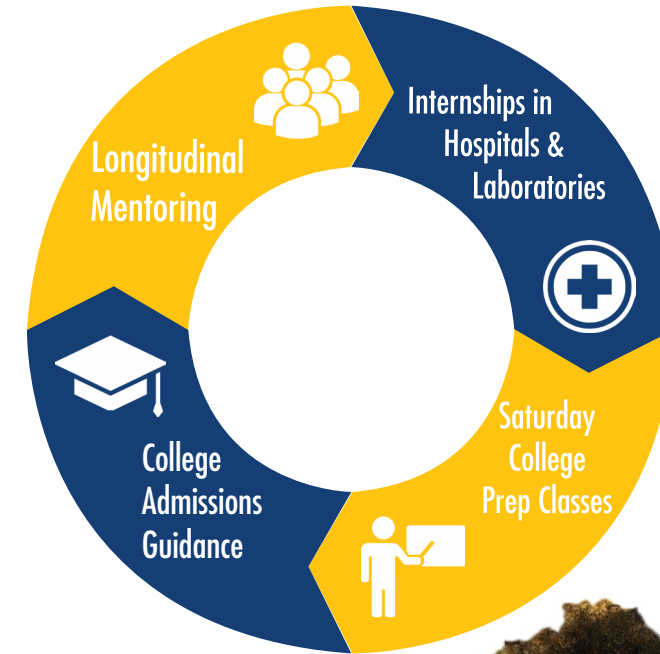 Longitudinal
Mentoring
Internships in
Hospitals &
Laboratories
Saturday
College
Prep Classes
College
Admissions
Guidance